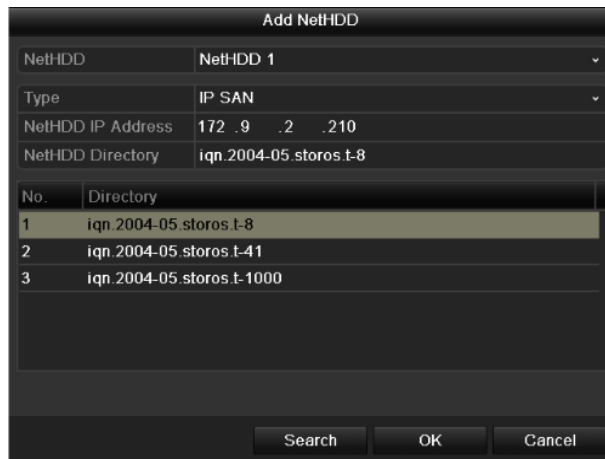 Add NetHDD
NetHDD NetHDD 1
Type IP SAN
NetHDD IP Address 172 .9 .2 .210
NetHDD Directory iqn.2004-05.storos.t-8
No. Directory
1 iqn.2004-05.storos.t-8
2 iqn.2004-05.storos.t-41
3 iqn.2004-05.storos.t-1000
Search OK Cancel